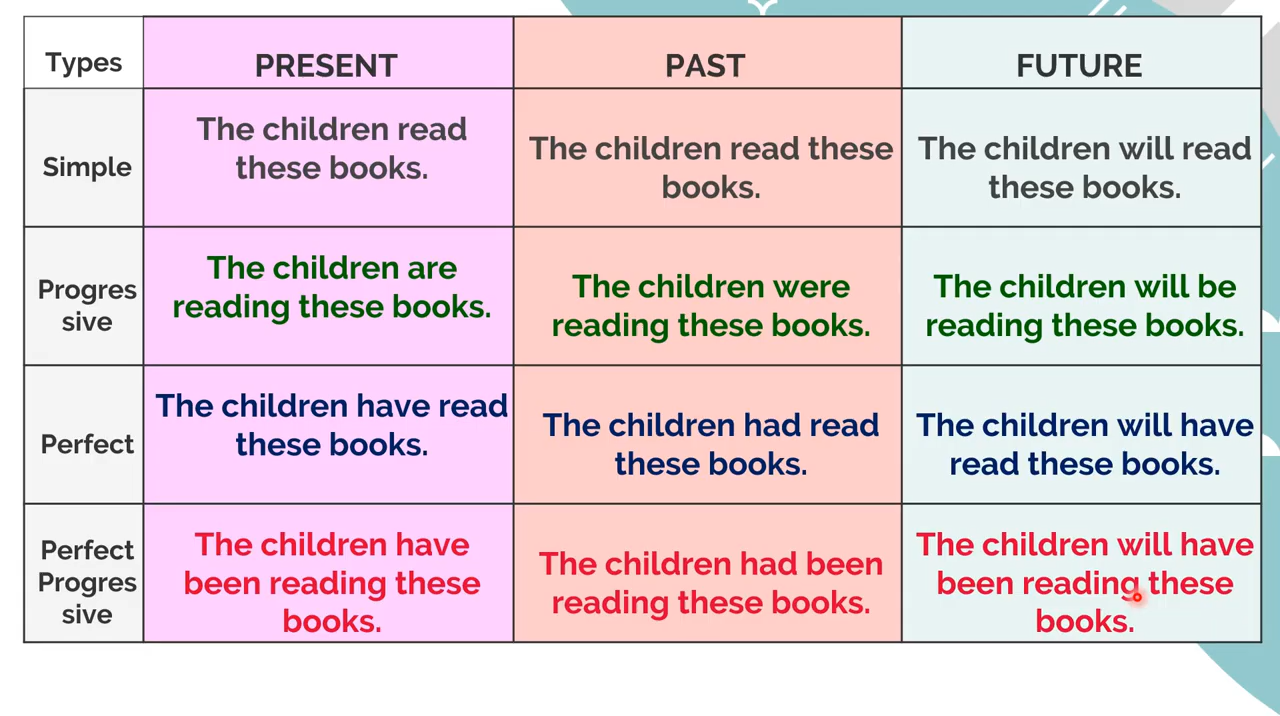 Types
PRESENT
PAST
FUTURE
Simple
The children read
these books.
The children read these
books.
The children will read
these books.
Progres
sive
The children are
reading these books.
The children were
reading these books.
The children will be
reading these books.
Perfect
The children have read
these books.
The children had read
these books.
The children will have
read these books.
Perfect
Progres
sive
The children have
been reading these
books.
The children had been
reading these books.
The children will have
been reading these
books.